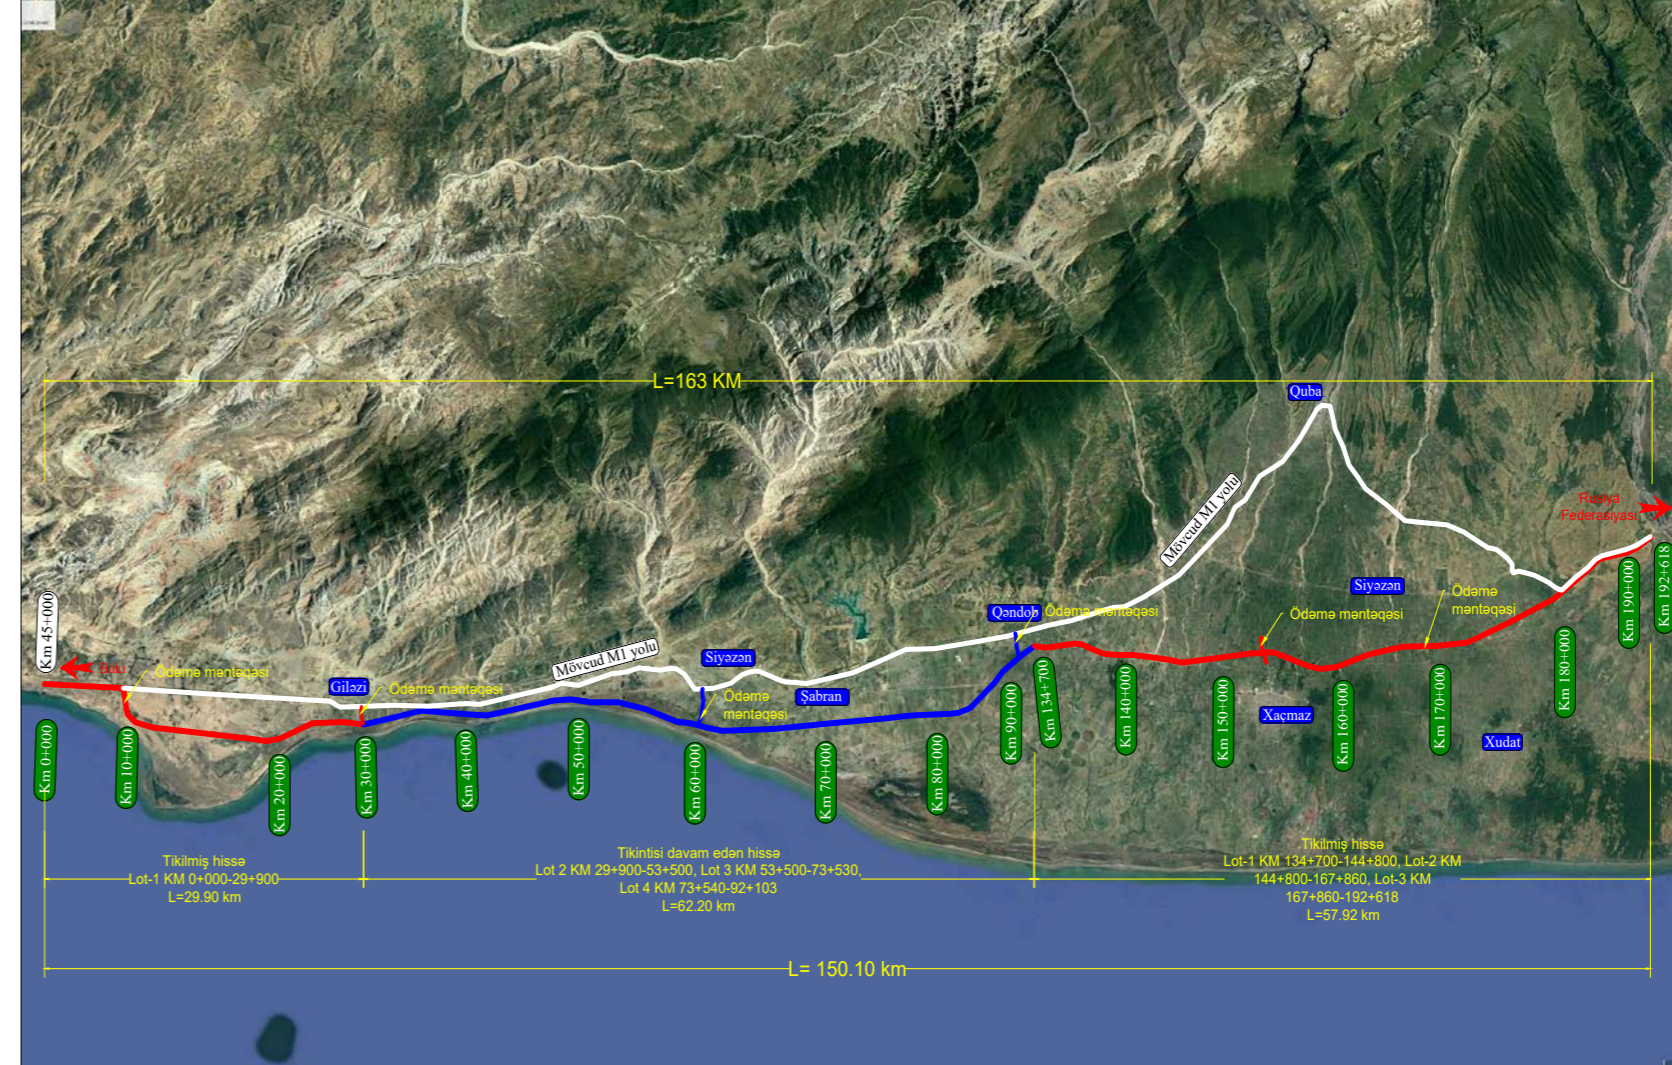 L=163 KM
Quba
Mövcud M1 yolu
Rusiya
Federasiyası
Siyəzən
Ödəmə
məntəqəsi
Km 45+000
Qəndob
Ödəmə məntəqəsi
Ödəmə məntəqəsi
Bakı
Ödəmə məntəqəsi
Mövcud M1 yolu
Siyəzən
Giləzi
Ödəmə məntəqəsi
Ödəmə
məntəqəsi
Şabran
Xaçmaz
Xudat
Km 0+000
Km 10+000
Km 20+000
Km 30+000
Km 40+000
Km 50+000
Km 60+000
Km 70+000
Km 80+000
Km 90+000
Km 134+700
Km 140+000
Km 150+000
Km 160+000
Km 170+000
Km 180+000
Km 190+000
Km 192+618
Tikilmiş hissə
Lot-1 KM 0+000-29+900
L=29.90 km
Tikintisi davam edən hissə
Lot 2 KM 29+900-53+500, Lot 3 KM 53+500-73+530,
Lot 4 KM 73+540-92+103
L=62.20 km
Tikilmiş hissə
Lot-1 KM 134+700-144+800, Lot-2 KM
144+800-167+860, Lot-3 KM
167+860-192+618
L=57.92 km
L= 150.10 km